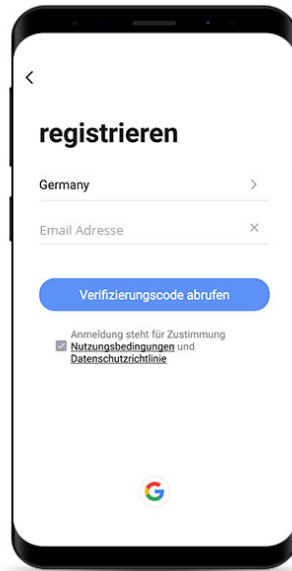 registrieren
Germany
Email Adresse
Verifizierungscode abrufen
Anmeldung steht für Zustimmung
Nutzungsbedingungen und
Datenschutzrichtlinie